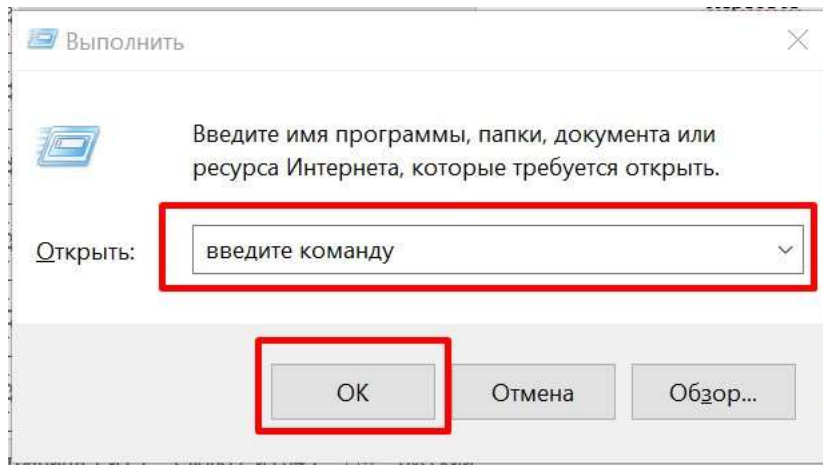 Выполнить
Введите имя программы, папки, документа или
ресурса Интернета, которые требуется открыть.
Открыть:
введите команду
OK
Отмена
Обзор...